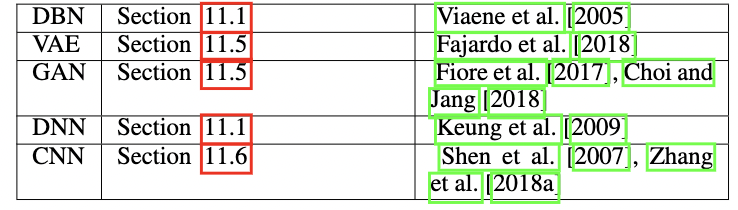 DBN Section 11.1 Viaene et al. [2005]
VAE Section 11.5 Fajardo et al. [2018]
GAN Section 11.5 Fiore et al. [2017], Choi and
Jang [2018]
DNN Section 11.1 Keung et al. [2009]
CNN Section 11.6 Shen et al. [2007], Zhang
et al. [2018a]